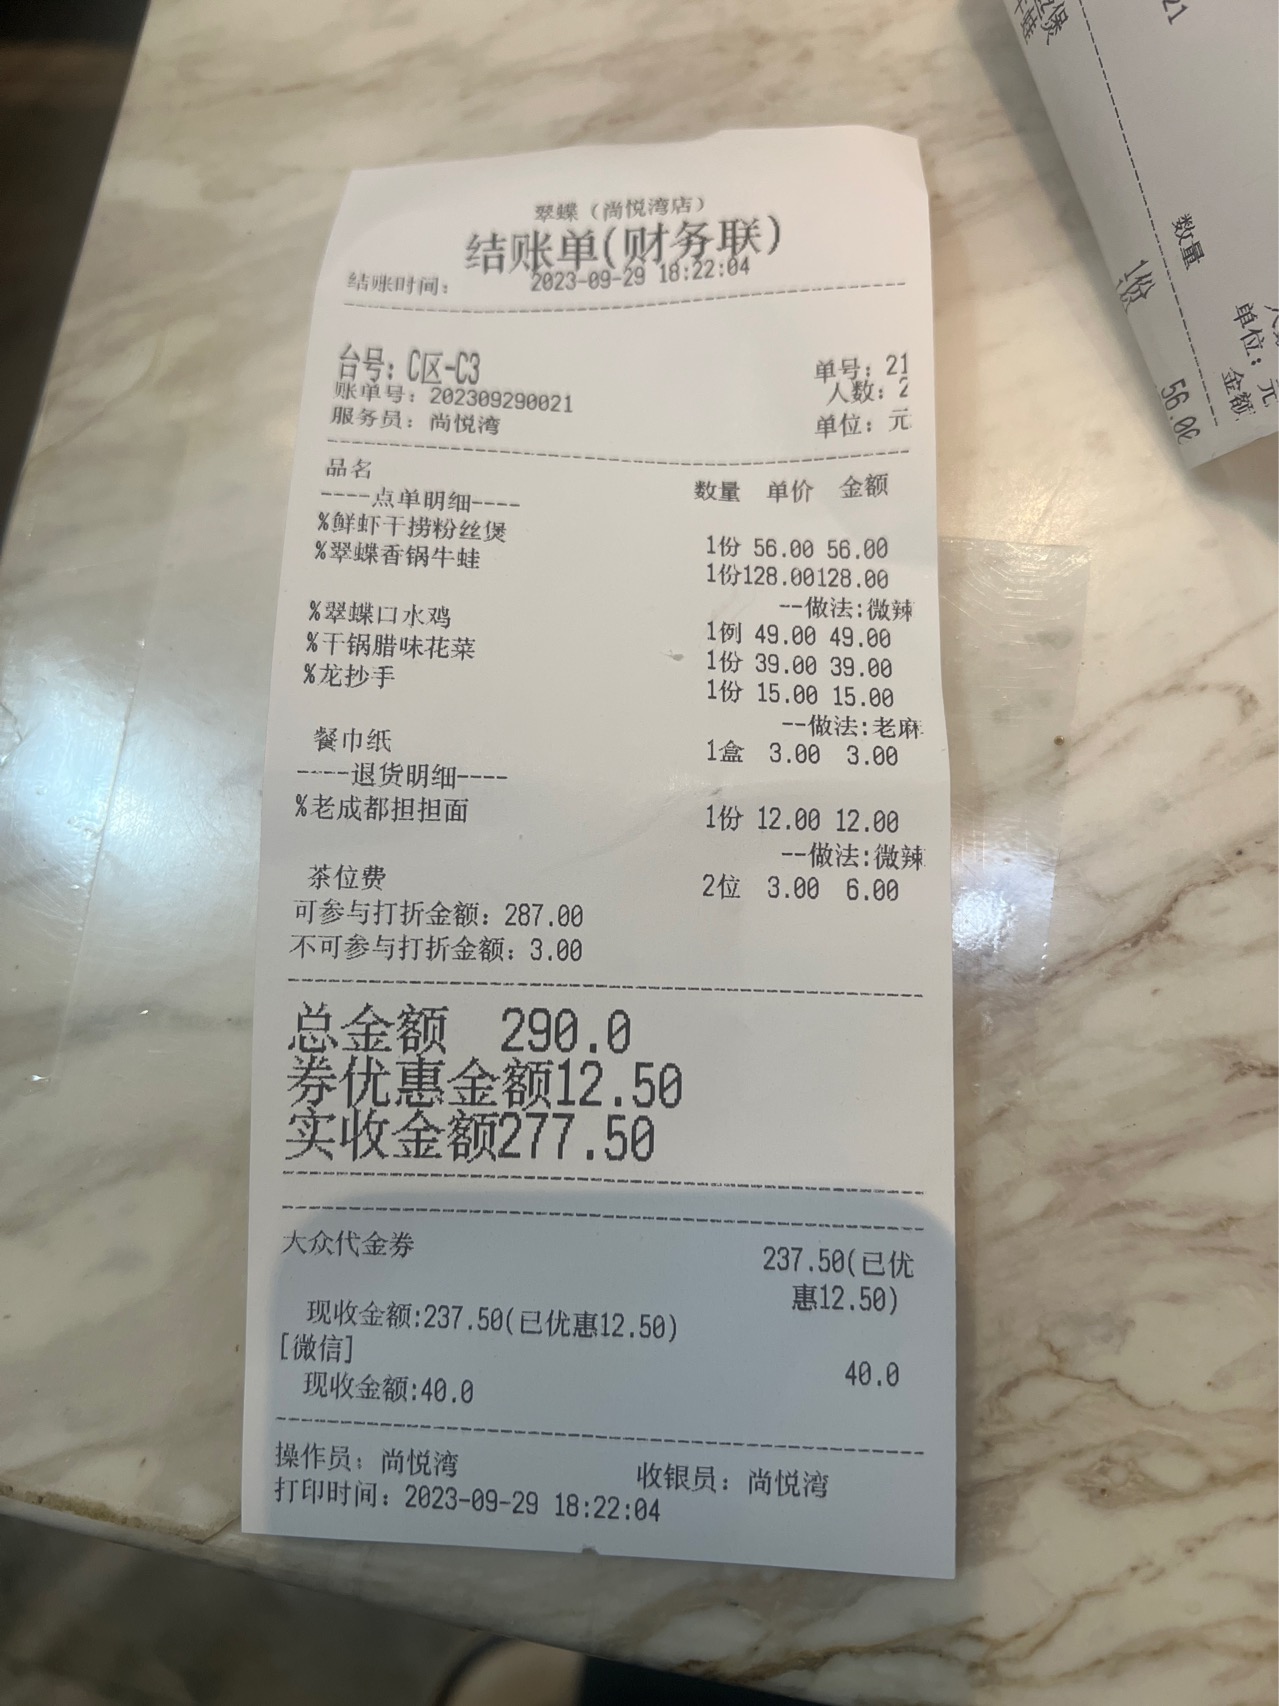 翠蝶（尚悦湾店）
结账单(财务联)
结账时间： 2023-09-29 18:22:04
台号：C区-C3
单号：21
账单号：202309290021
人数：2
服务员：尚悦湾
单位：元
品名 数量 单价 金额
----点单明细----
%鲜虾干捞粉丝煲 1份 56.00 56.00
%翠蝶香锅牛蛙 1份128.00128.00
--做法:微辣
%翠蝶口水鸡 1例 49.00 49.00
%干锅腊味花菜 1份 39.00 39.00
%龙抄手 1份 15.00 15.00
--做法:老麻
餐巾纸 1盒 3.00 3.00
----退货明细----
%老成都担担面 1份 12.00 12.00
--做法:微辣
茶位费 2位 3.00 6.00
可参与打折金额：287.00
不可参与打折金额：3.00
总金额 290.0
券优惠金额12.50
实收金额277.50
大众代金券 237.50(已优
惠12.50)
现收金额:237.50(已优惠12.50)
[微信] 40.0
现收金额:40.0
操作员：尚悦湾 收银员：尚悦湾
打印时间：2023-09-29 18:22:04
21
数量
单位：元
金额
1份
56.00